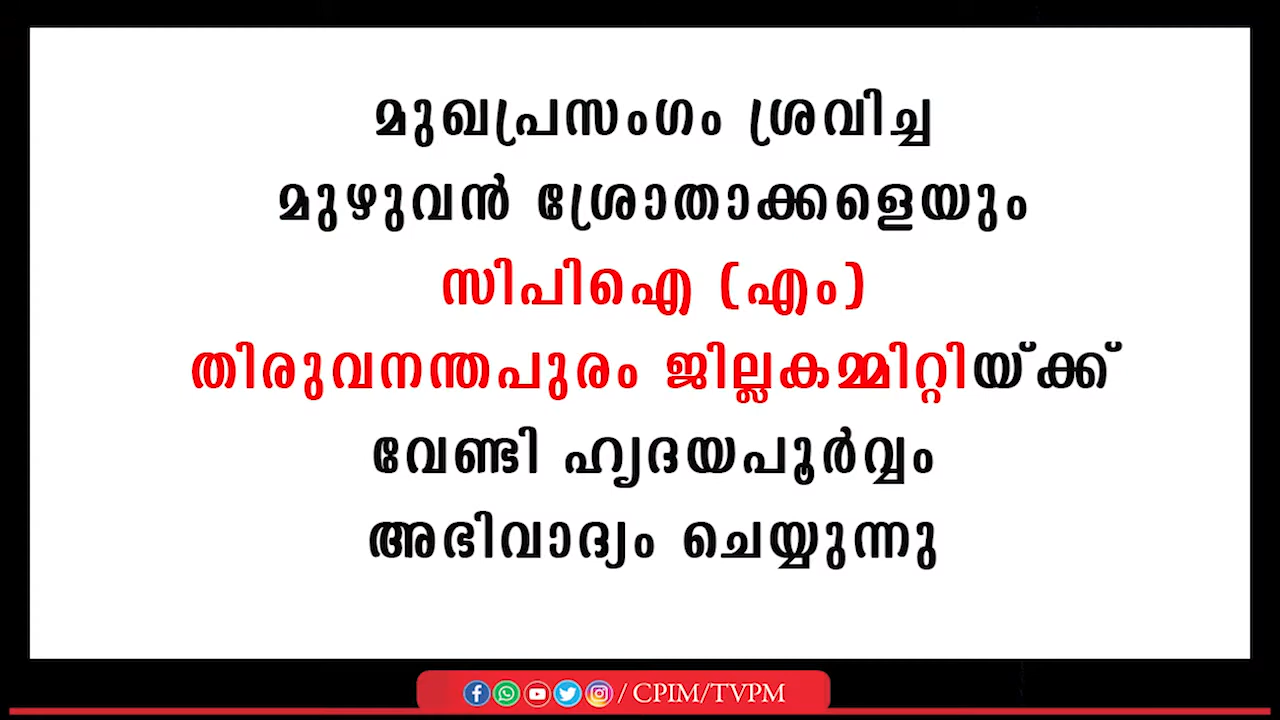 മുഖപ്രസംഗം ശ്രവിച്ച
മുഴുവൻ ശ്രോതാക്കളെയും
സിപിഐ (എം)
തിരുവനന്തപുരം ജില്ലകമ്മിറ്റിയ്ക്ക്
വേണ്ടി ഹൃദയപൂർവ്വം
അഭിവാദ്യം ചെയ്യുന്നു
/ CPIM/TVPM